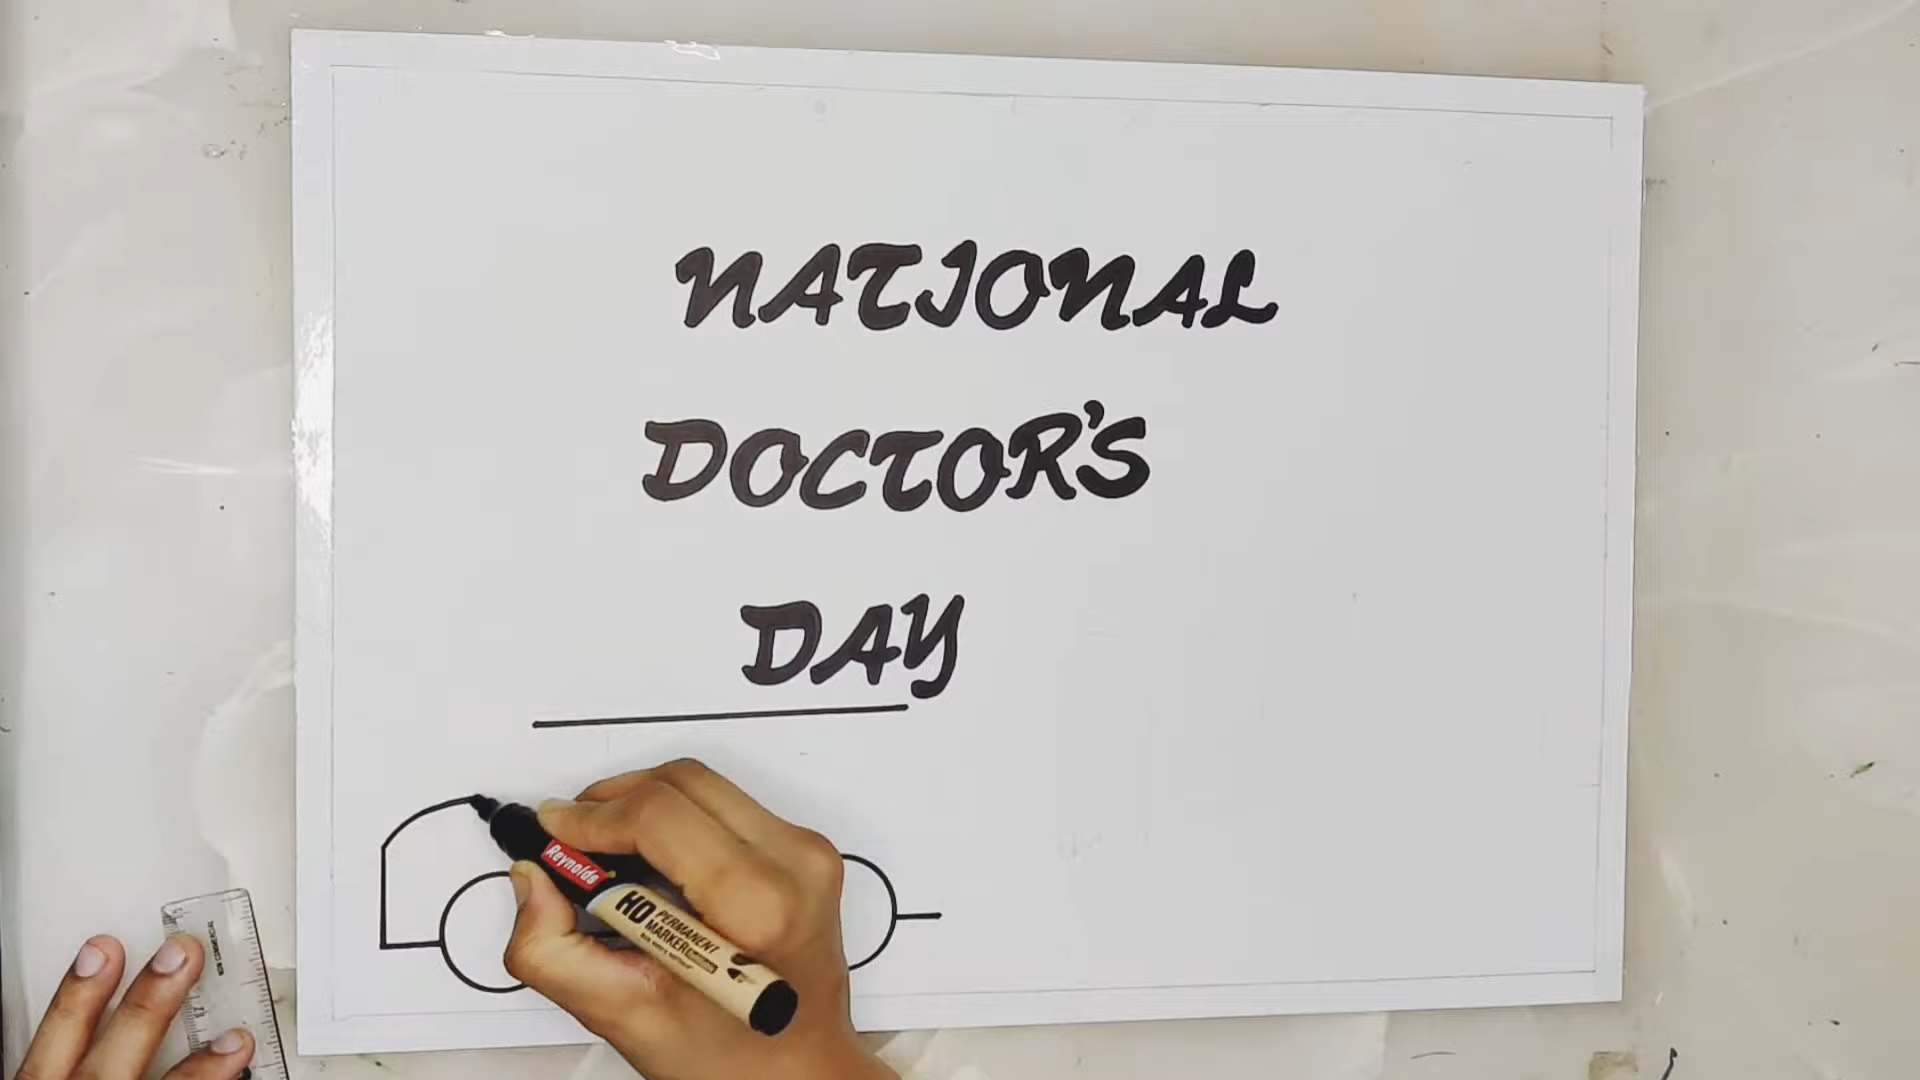 NATIONAL
DOCTOR'S
DAY
Reynolds
HD PERMANENT
MARKER